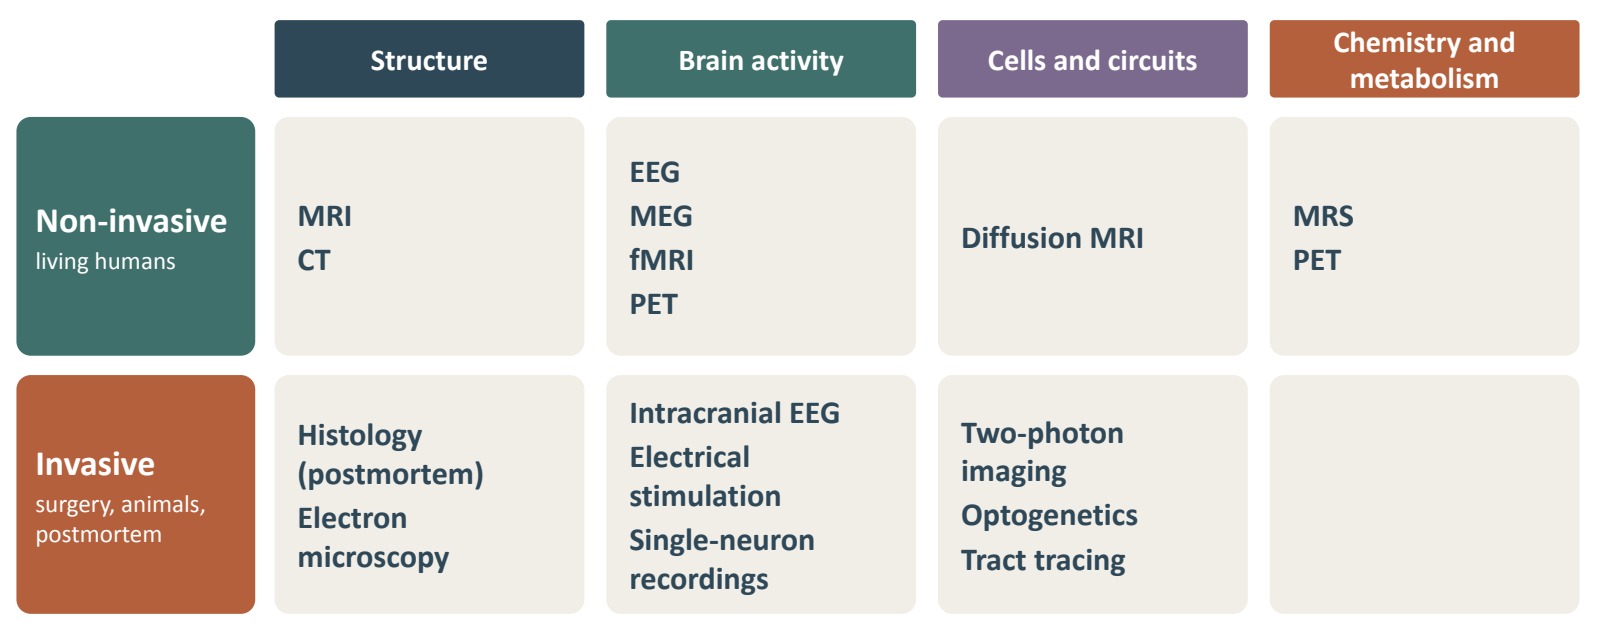 Structure
Brain activity
Cells and circuits
Chemistry and
metabolism
Non-invasive
living humans
MRI
CT
EEG
MEG
fMRI
PET
Diffusion MRI
MRS
PET
Invasive
surgery, animals,
postmortem
Histology
(postmortem)
Electron
microscopy
Intracranial EEG
Electrical
stimulation
Single-neuron
recordings
Two-photon
imaging
Optogenetics
Tract tracing